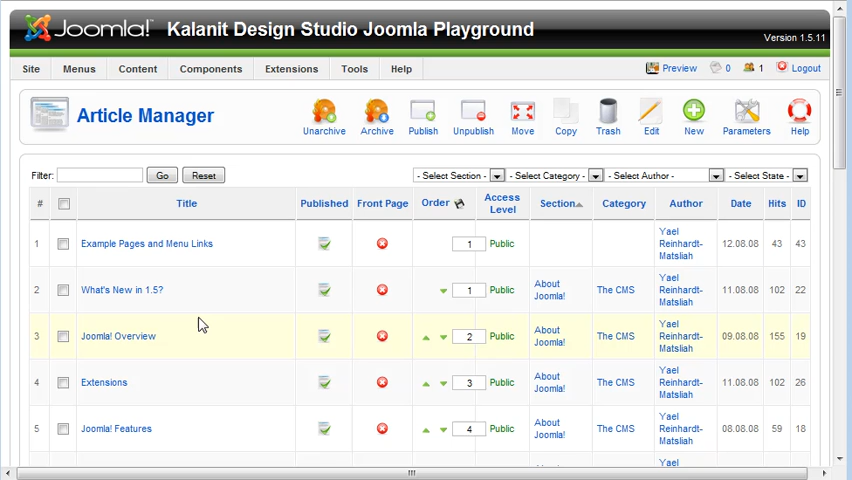 Joomla!™ Kalanit Design Studio Joomla Playground
Version 1.5.11
Site Menus Content Components Extensions Tools Help Preview 0 1 Logout
Article Manager Unarchive Archive Publish Unpublish Move Copy Trash Edit New Parameters Help
Filter: Go Reset - Select Section - - Select Category - - Select Author - - Select State -
# Title Published Front Page Order Access Level Section Category Author Date Hits ID
1 Example Pages and Menu Links 1 Public Yael Reinhardt-Matsliah 12.08.08 43 43
2 What's New in 1.5? 1 Public About Joomla! The CMS Yael Reinhardt-Matsliah 11.08.08 102 22
3 Joomla! Overview 2 Public About Joomla! The CMS Yael Reinhardt-Matsliah 09.08.08 155 19
4 Extensions 3 Public About Joomla! The CMS Yael Reinhardt-Matsliah 11.08.08 102 26
5 Joomla! Features 4 Public About Joomla! The CMS Yael Reinhardt-Matsliah 08.08.08 59 18
Yael